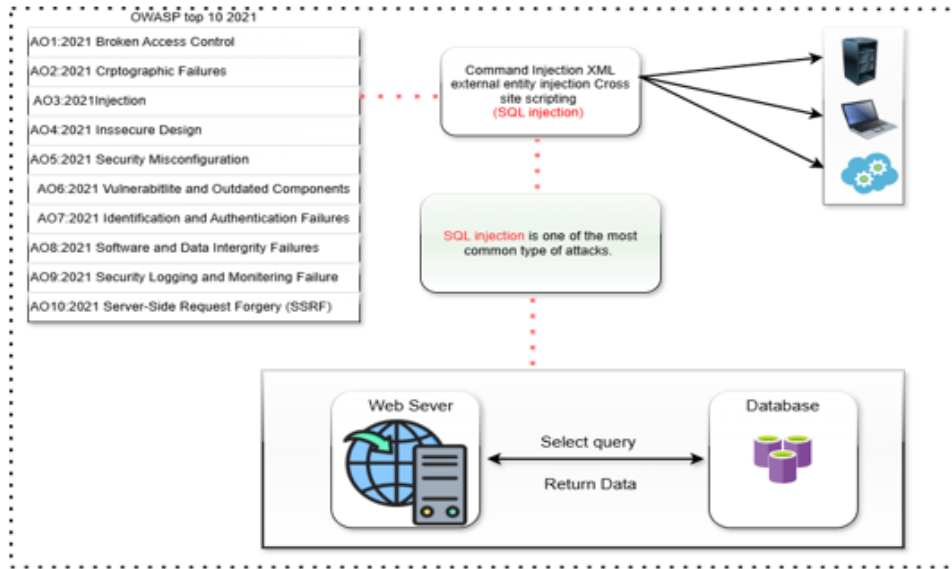 OWASP top 10 2021
AO1:2021 Broken Access Control
AO2:2021 Crptographic Failures
AO3:2021Injection
AO4:2021 Inssecure Design
AO5:2021 Security Misconfiguration
AO6:2021 Vulnerabitlite and Outdated Components
AO7:2021 Identification and Authentication Failures
AO8:2021 Software and Data Intergrity Failures
AO9:2021 Security Logging and Monitering Failure
AO10:2021 Server-Side Request Forgery (SSRF)
Command Injection XML
external entity injection Cross
site scripting
(SQL injection)
SQL injection is one of the most
common type of attacks.
Web Sever
Select query
Return Data
Database